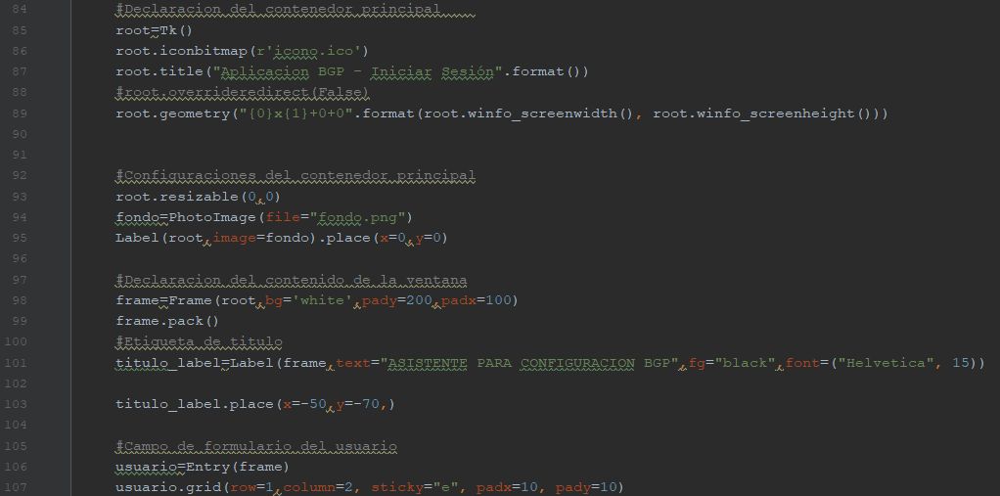 84 #Declaracion del contenedor principal
85 root=Tk()
86 root.iconbitmap(r'icono.ico')
87 root.title("Aplicacion BGP - Iniciar Sesión".format())
88 #root.overrideredirect(False)
89 root.geometry("{0}x{1}+0+0".format(root.winfo_screenwidth(), root.winfo_screenheight()))
90
91
92 #Configuraciones del contenedor principal
93 root.resizable(0,0)
94 fondo=PhotoImage(file="fondo.png")
95 Label(root,image=fondo).place(x=0,y=0)
96
97 #Declaracion del contenido de la ventana
98 frame=Frame(root,bg='white',pady=200,padx=100)
99 frame.pack()
100 #Etiqueta de titulo
101 titulo_label=Label(frame,text="ASISTENTE PARA CONFIGURACION BGP",fg="black",font=("Helvetica", 15))
102
103 titulo_label.place(x=-50,y=-70,)
104
105 #Campo de formulario del usuario
106 usuario=Entry(frame)
107 usuario.grid(row=1,column=2, sticky="e", padx=10, pady=10)